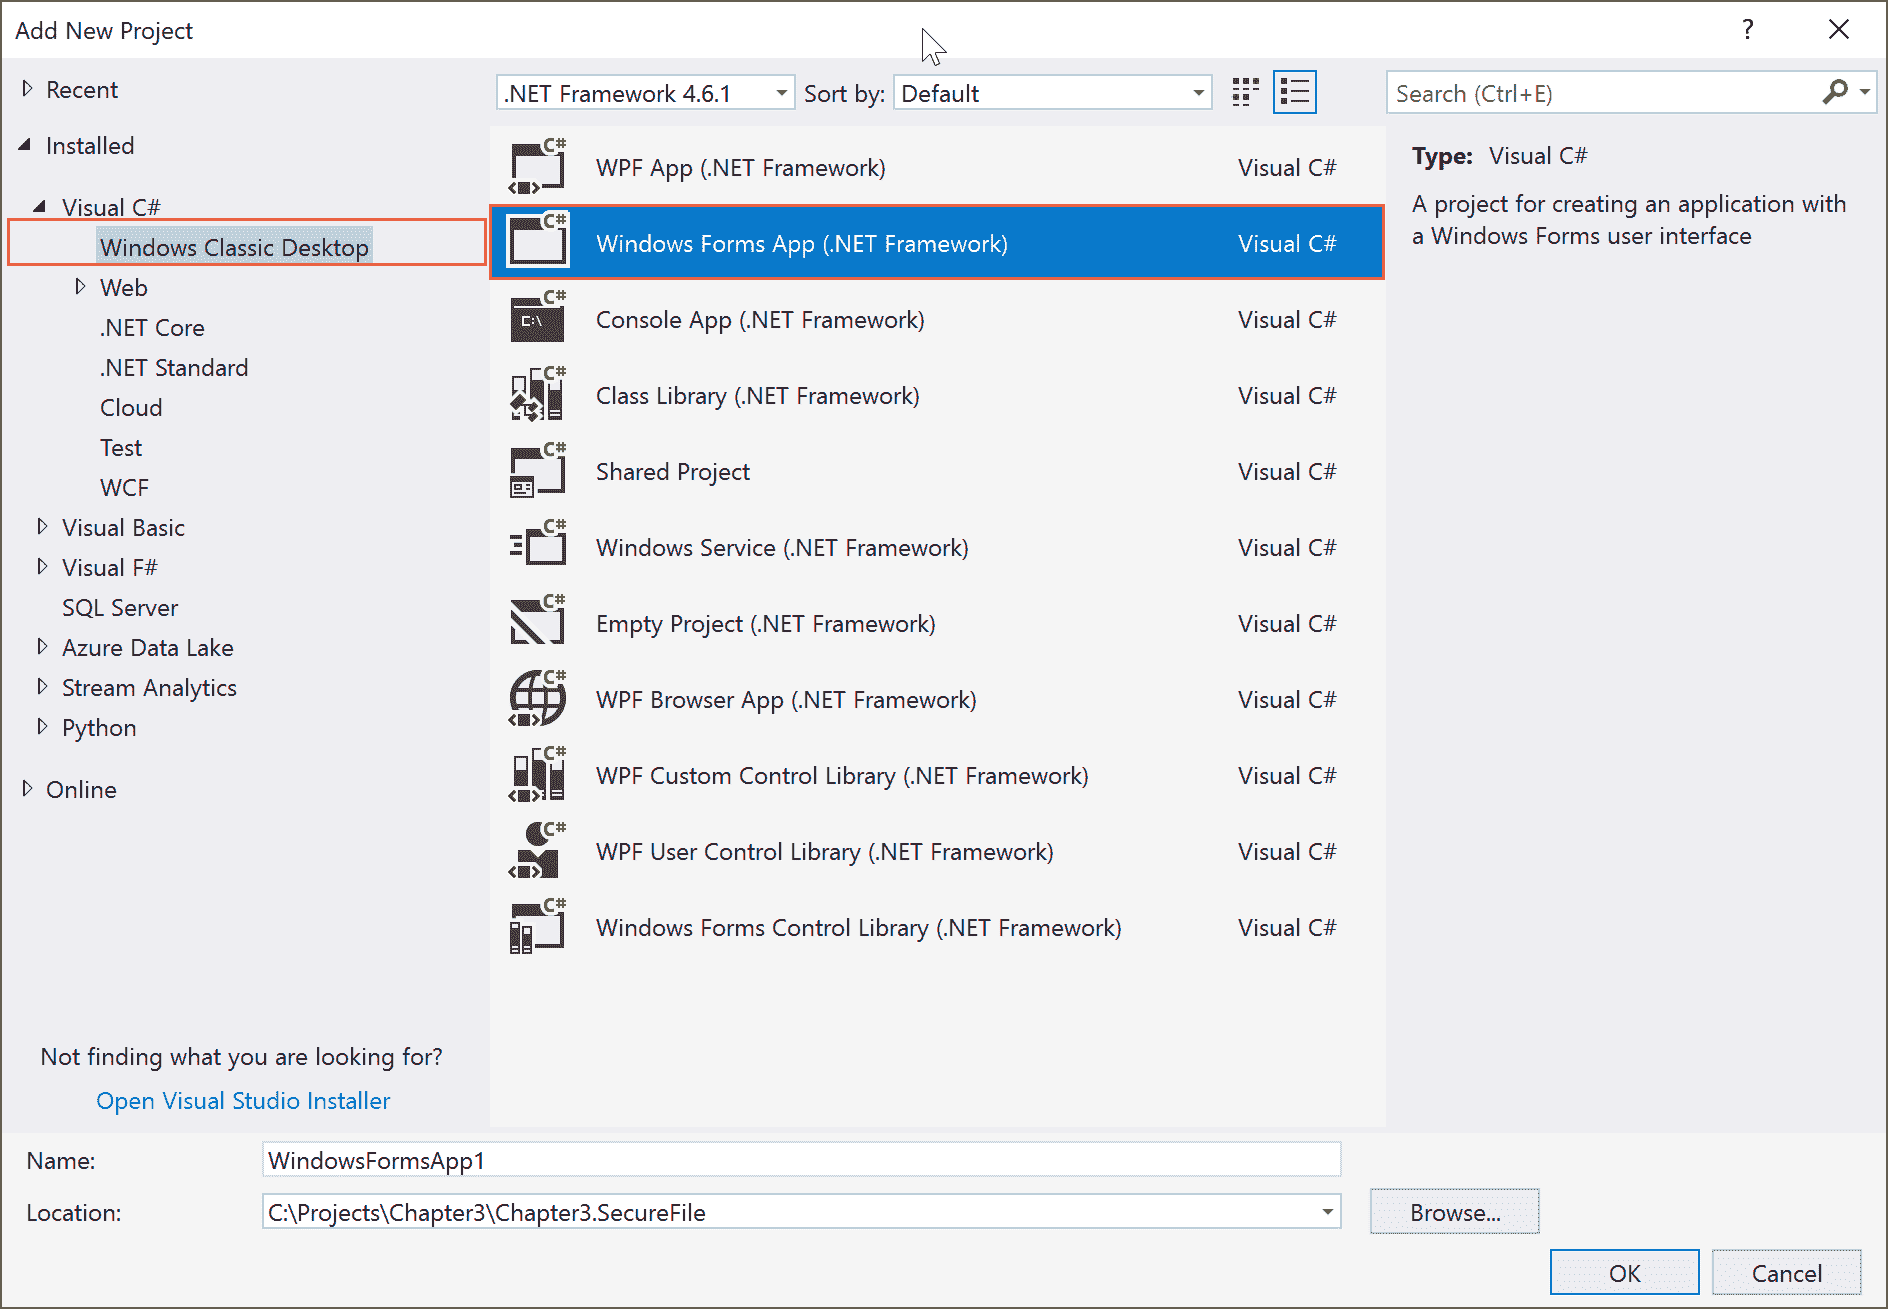 Add New Project
?
Recent
Installed
Visual C#
Windows Classic Desktop
Web
.NET Core
.NET Standard
Cloud
Test
WCF
Visual Basic
Visual F#
SQL Server
Azure Data Lake
Stream Analytics
Python
Online
Not finding what you are looking for?
Open Visual Studio Installer
.NET Framework 4.6.1 Sort by: Default
C# WPF App (.NET Framework) Visual C#
C# Windows Forms App (.NET Framework) Visual C#
C# C:\ Console App (.NET Framework) Visual C#
C# Class Library (.NET Framework) Visual C#
C# Shared Project Visual C#
C# Windows Service (.NET Framework) Visual C#
C# Empty Project (.NET Framework) Visual C#
C# WPF Browser App (.NET Framework) Visual C#
C# WPF Custom Control Library (.NET Framework) Visual C#
C# WPF User Control Library (.NET Framework) Visual C#
C# Windows Forms Control Library (.NET Framework) Visual C#
Search (Ctrl+E)
Type: Visual C#
A project for creating an application with
a Windows Forms user interface
Name: WindowsFormsApp1
Location: C:\Projects\Chapter3\Chapter3.SecureFile Browse...
OK Cancel